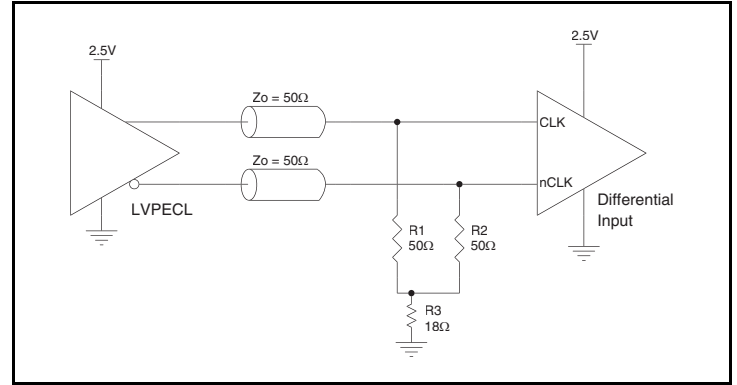 2.5V
2.5V
Zo = 50Ω
CLK
Zo = 50Ω
nCLK
LVPECL
Differential
Input
R1
50Ω
R2
50Ω
R3
18Ω